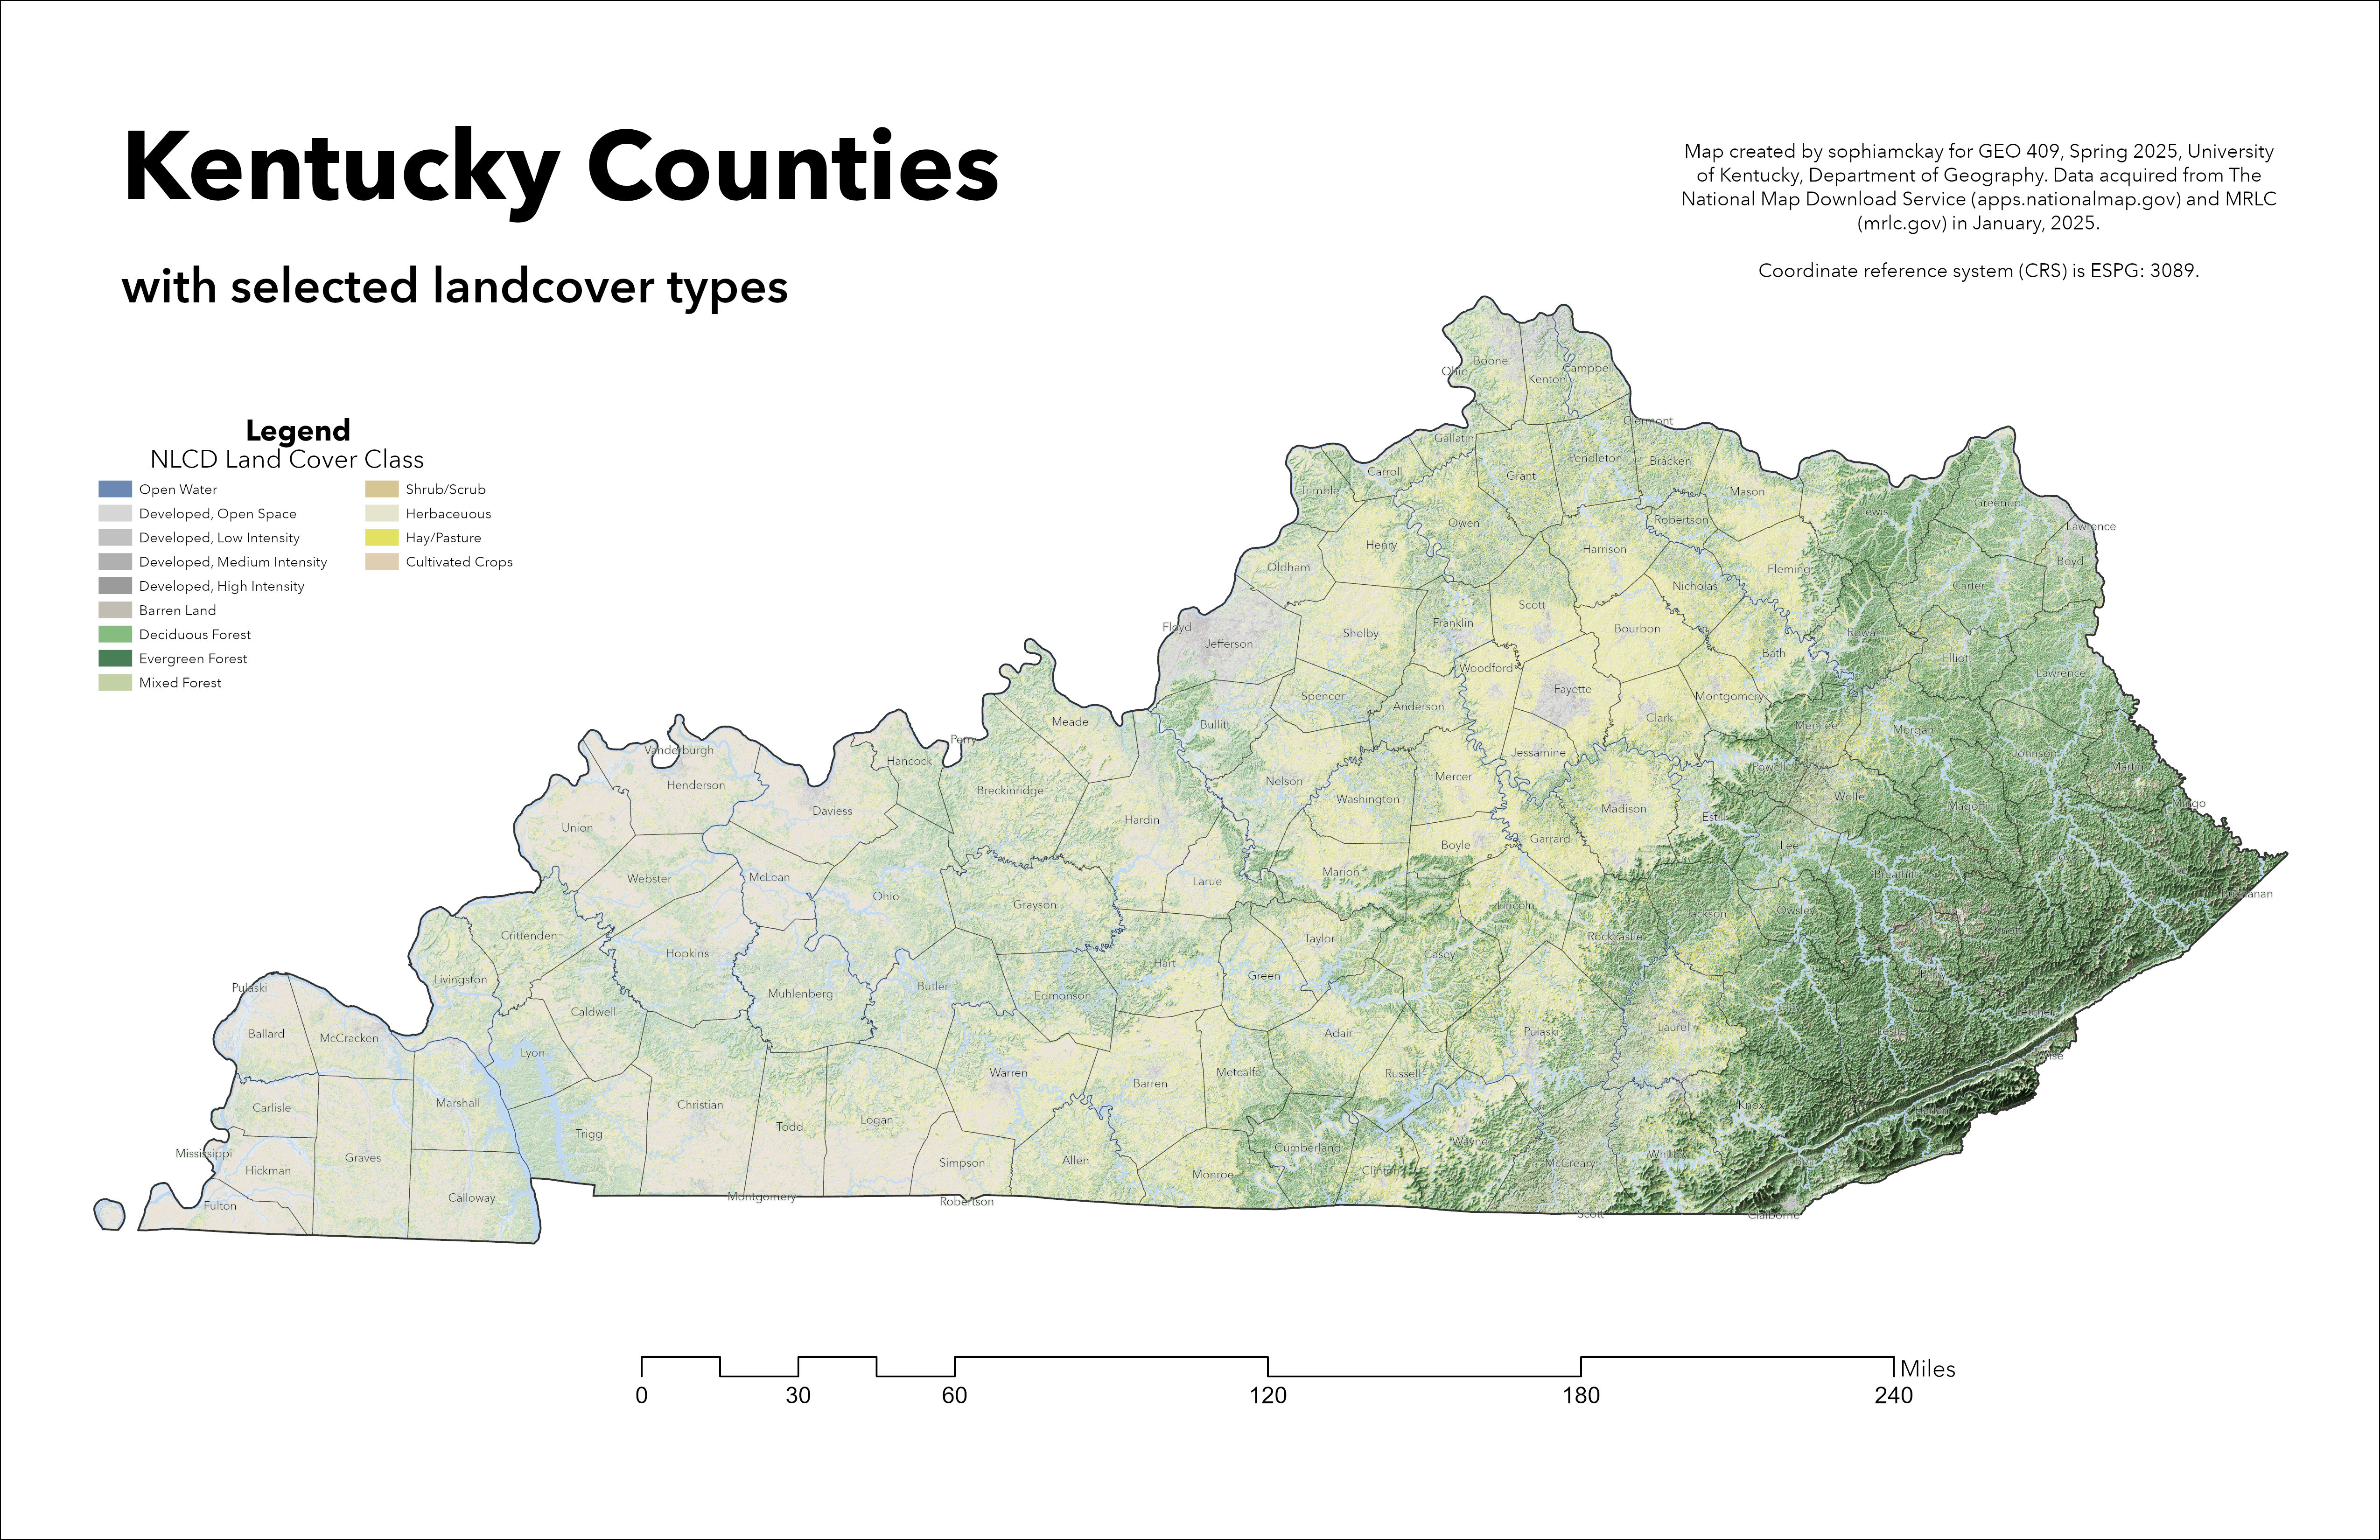 Kentucky Counties
with selected landcover types
Map created by sophiamckay for GEO 409, Spring 2025, University
of Kentucky, Department of Geography. Data acquired from The
National Map Download Service (apps.nationalmap.gov) and MRLC
(mrlc.gov) in January, 2025.
Coordinate reference system (CRS) is ESPG: 3089.
Legend
NLCD Land Cover Class
Open Water
Developed, Open Space
Developed, Low Intensity
Developed, Medium Intensity
Developed, High Intensity
Barren Land
Deciduous Forest
Evergreen Forest
Mixed Forest
Shrub/Scrub
Herbaceuous
Hay/Pasture
Cultivated Crops
Boone
Ohio
Kenton
Campbell
Clermont
Gallatin
Carroll
Grant
Pendleton
Bracken
Trimble
Mason
Lewis
Greenup
Owen
Robertson
Lawrence
Henry
Harrison
Oldham
Fleming
Boyd
Nicholas
Carter
Scott
Floyd
Jefferson
Shelby
Franklin
Bourbon
Rowan
Bath
Elliott
Woodford
Lawrence
Spencer
Fayette
Montgomery
Anderson
Clark
Meade
Bullitt
Menifee
Morgan
Perry
Vanderburgh
Hancock
Jessamine
Johnson
Henderson
Breckinridge
Nelson
Mercer
Powell
Martin
Daviess
Washington
Madison
Wolfe
Magoffin
Mingo
Union
Hardin
Estill
Garrard
Boyle
Lee
Webster
McLean
Larue
Marion
Breathitt
Ohio
Grayson
Lincoln
Jackson
Owsley
Buchanan
Crittenden
Taylor
Rockcastle
Knott
Hopkins
Casey
Livingston
Hart
Green
Pulaski
Muhlenberg
Butler
Edmonson
Caldwell
Ballard
McCracken
Adair
Pulaski
Laurel
Leslie
Letcher
Lyon
Wise
Warren
Metcalfe
Russell
Barren
Carlisle
Marshall
Christian
Knox
Harlan
Trigg
Todd
Logan
Mississippi
Graves
Hickman
Simpson
Allen
Cumberland
Wayne
Whitley
McCreary
Monroe
Clinton
Calloway
Montgomery
Robertson
Fulton
Scott
Claiborne
0
30
60
120
180
240
Miles